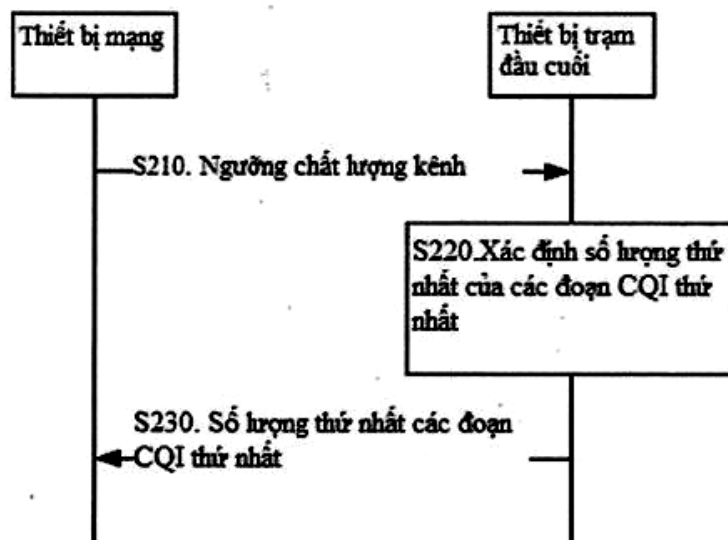 Thiết bị mạng
Thiết bị trạm
đầu cuối
S210. Ngưỡng chất lượng kênh
S220.Xác định số lượng thứ
nhất của các đoạn CQI thứ
nhất
S230. Số lượng thứ nhất các đoạn
CQI thứ nhất